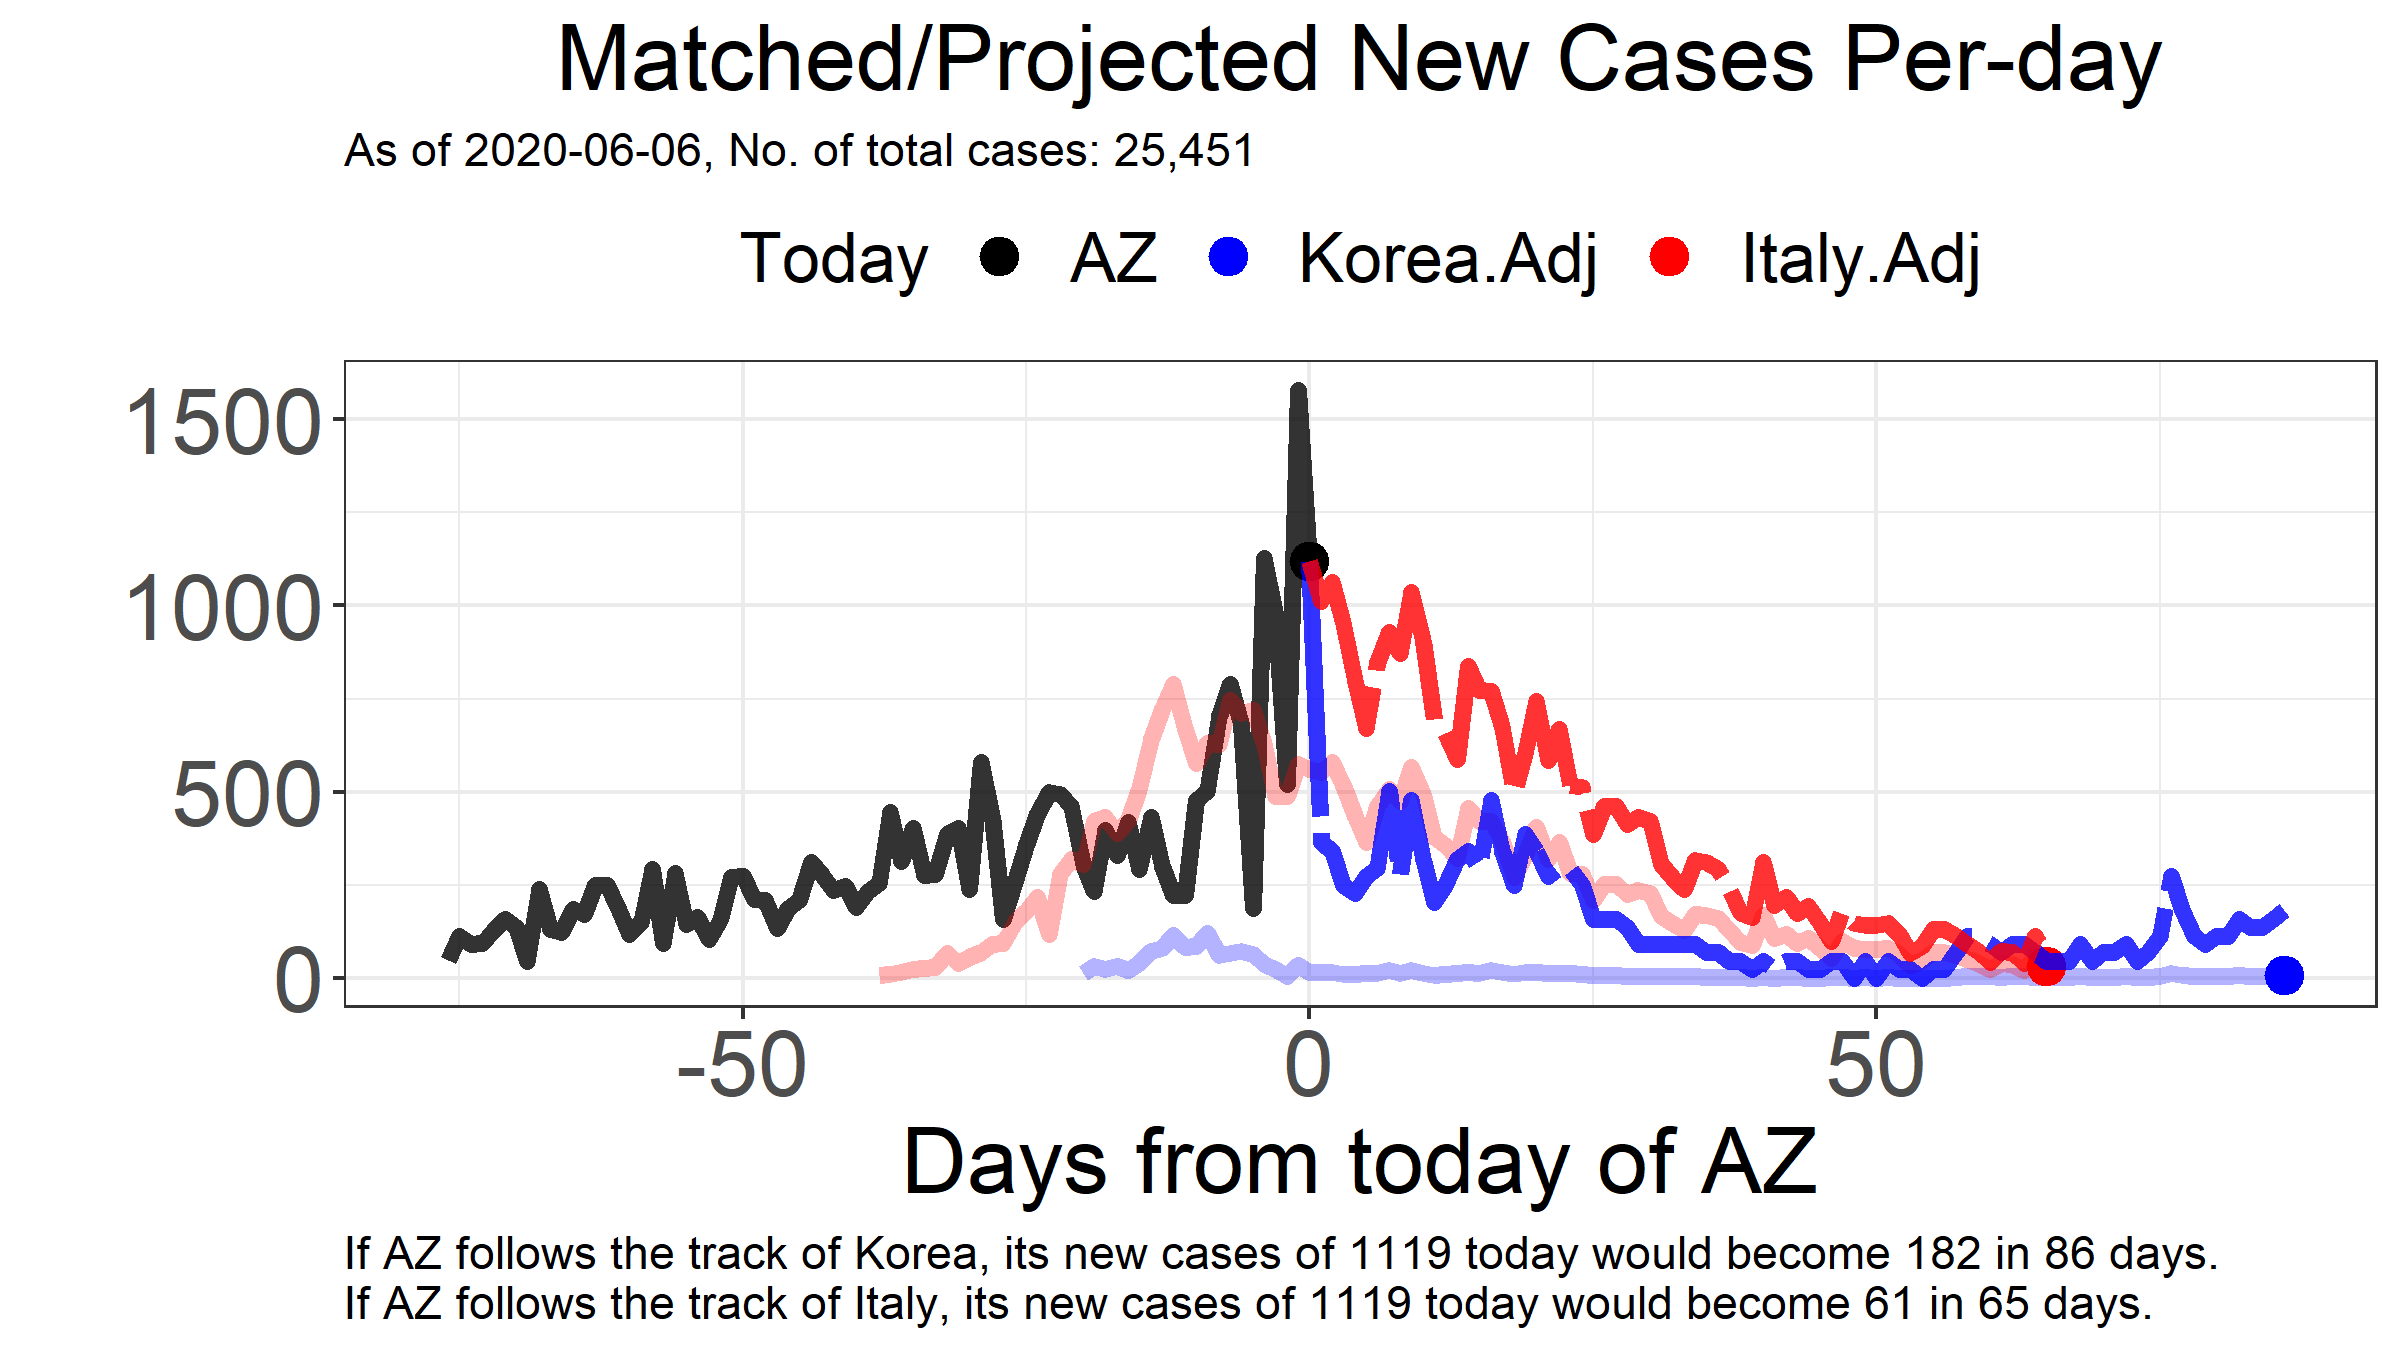 Matched/Projected New Cases Per-day
As of 2020-06-06, No. of total cases: 25,451
Today AZ Korea.Adj Italy.Adj
1500
1000
500
0
-50 0 50
Days from today of AZ
If AZ follows the track of Korea, its new cases of 1119 today would become 182 in 86 days.
If AZ follows the track of Italy, its new cases of 1119 today would become 61 in 65 days.